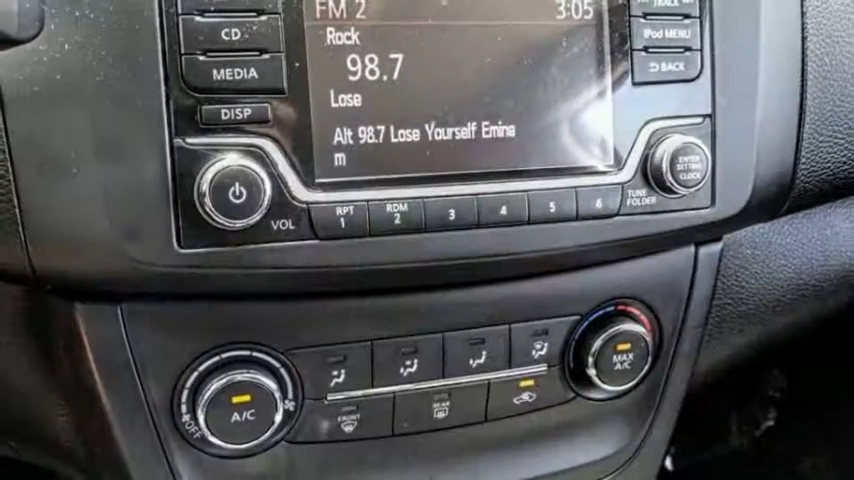 FM 2
3:05
TRACK
CD
Rock
iPod MENU
98.7
MEDIA
BACK
Lose
DISP
Alt 98.7 Lose Yourself Emina
m
ENTER
SETTING
CLOCK
VOL
RPT
1
RDM
2
3
4
5
6
TUNE
FOLDER
MAX
A/C
A/C
OFF
FRONT
REAR